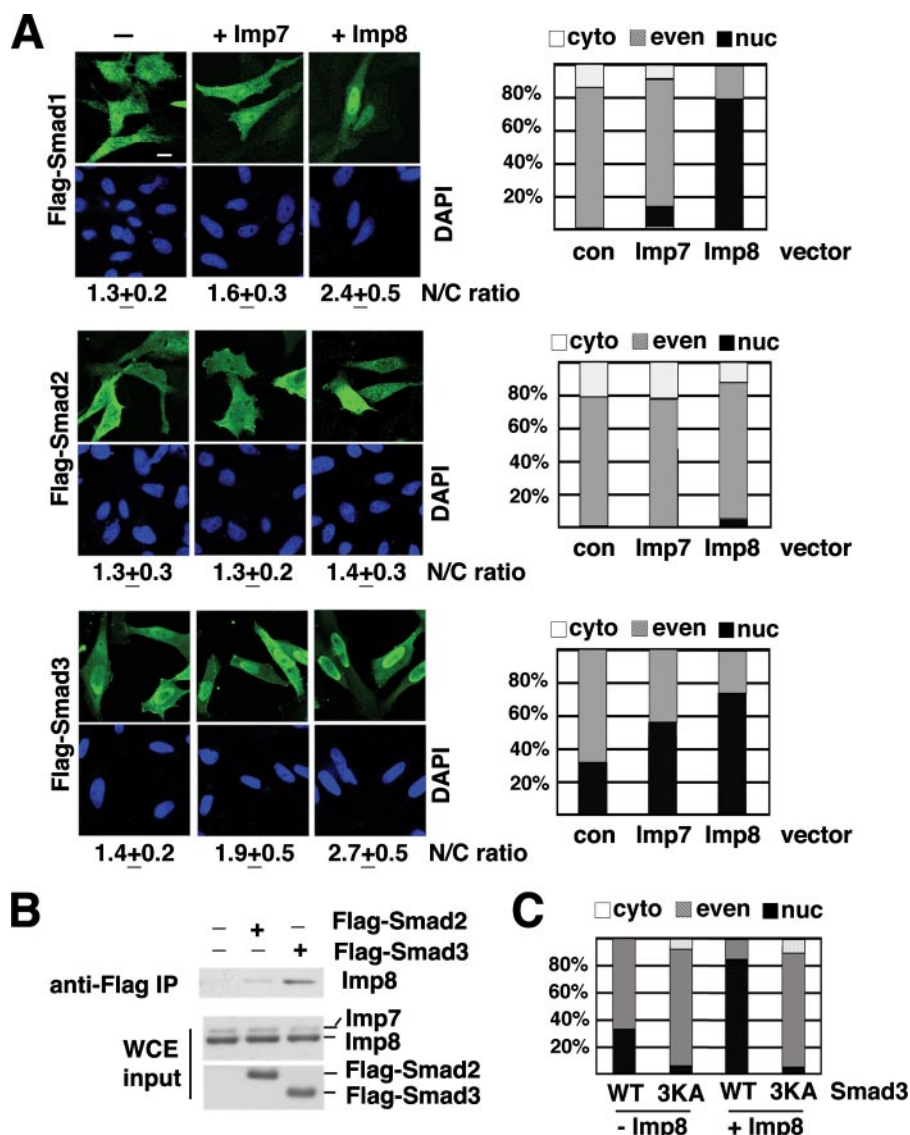 A
– + Imp7 + Imp8
Flag-Smad1
DAPI
1.3±0.2 1.6±0.3 2.4±0.5 N/C ratio
cyto even nuc
80%
60%
40%
20%
con Imp7 Imp8 vector
Flag-Smad2
DAPI
1.3±0.3 1.3±0.2 1.4±0.3 N/C ratio
cyto even nuc
80%
60%
40%
20%
con Imp7 Imp8 vector
Flag-Smad3
DAPI
1.4±0.2 1.9±0.5 2.7±0.5 N/C ratio
cyto even nuc
80%
60%
40%
20%
con Imp7 Imp8 vector
B
– + – Flag-Smad2
– – + Flag-Smad3
anti-Flag IP Imp8
WCE input
Imp7
Imp8
Flag-Smad2
Flag-Smad3
C
cyto even nuc
80%
60%
40%
20%
WT 3KA WT 3KA Smad3
- Imp8 + Imp8